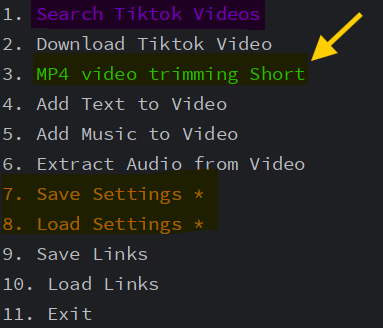 1. Search Tiktok Videos
2. Download Tiktok Video
3. MP4 video trimming Short
4. Add Text to Video
5. Add Music to Video
6. Extract Audio from Video
7. Save Settings *
8. Load Settings *
9. Save Links
10. Load Links
11. Exit